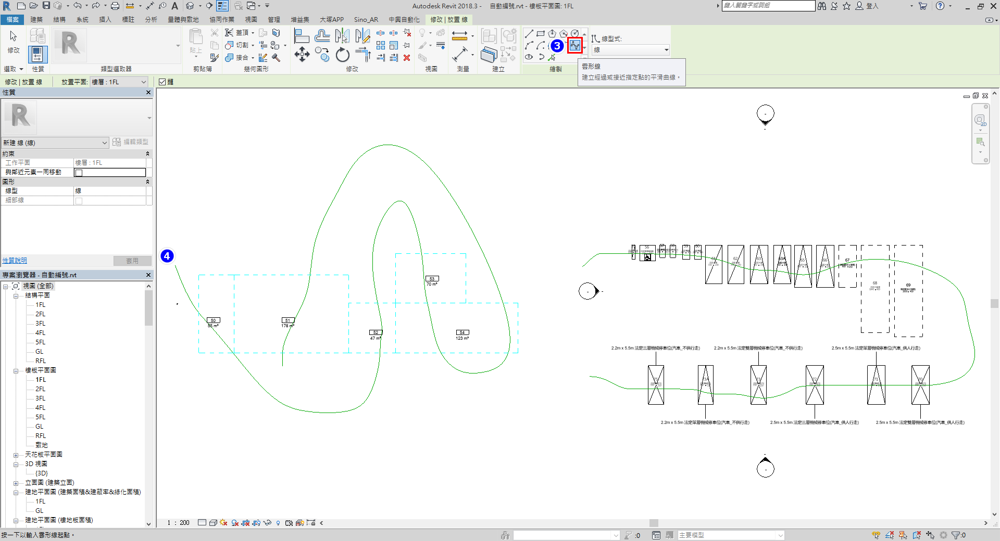 Autodesk Revit 2018.3 - 自動編號.rvt - 樓板平面圖: 1FL
鍵入關鍵字或詞組
登入
檔案 建築 結構 系統 插入 標註 分析 量體與敷地 協同作業 視圖 管理 增益集 大塚APP Sino_AR 中興自動化 修改 | 放置 線
修改
貼上
蓋頂
切割
接合
3
線型式:
線
選取 性質 類型選取器 剪貼簿 幾何圖形 修改 視圖 測量 建立 繪製
雲形線
建立經過或接近指定點的平滑曲線。
修改 | 放置 線 放置平面: 樓層 : 1FL 鏈
性質
新建 線 (線) 編輯類型
約束
工作平面 樓層 : 1FL
與鄰近元素一同移動
圖形
線型 線
細部線
性質說明 套用
專案瀏覽器 - 自動編號.rvt
視圖 (全部)
結構平面
1FL
2FL
3FL
4FL
5FL
GL
RFL
樓板平面圖
1FL
2FL
3FL
4FL
5FL
GL
RFL
敷地
天花板平面圖
3D 視圖
{3D}
立面圖 (建築立面)
建地平面圖 (建築面積&建蔽率&綠化面積)
1FL
GL
建地平面圖 (樓地板面積)
4
2D
50
55 m²
51
178 m²
52
47 m²
53
70 m²
54
123 m²
56 57 58 59 60
61 62 63 63A 65 66 67
68
69
2.2m x 5.5m 法定三層機械停車位(汽車_不供行走) 2.2m x 5.5m 法定雙層機械停車位(汽車_不供行走) 2.5m x 5.5m 法定單層機械停車位(汽車_供人行走)
75 73A 73 72 71 70
2.2m x 5.5m 法定單層機械停車位(汽車_不供行走) 2.5m x 5.5m 法定三層機械停車位(汽車_供人行走) 2.5m x 5.5m 法定雙層機械停車位(汽車_供人行走)
1 : 200
按一下以輸入雲形線起點。
:0
主要模型
:0